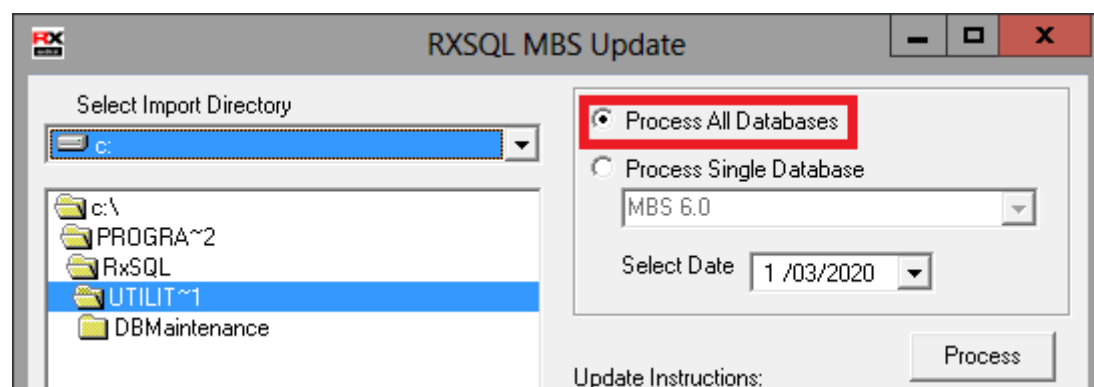 RX
RXSQL MBS Update
Select Import Directory
c:
c:\
PROGRA~2
RxSQL
UTILIT~1
DBMaintenance
Process All Databases
Process Single Database
MBS 6.0
Select Date 1 /03/2020
Process
Update Instructions: